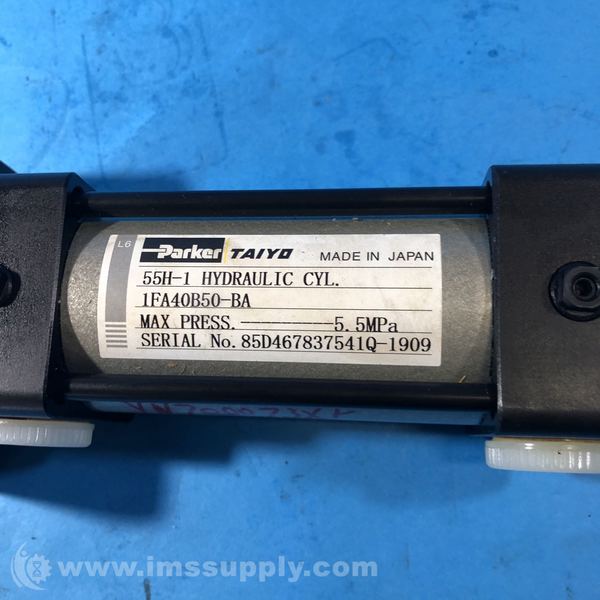 L6 Parker TAIYO MADE IN JAPAN
55H-1 HYDRAULIC CYL.
1FA40B50-BA
MAX PRESS.----------5.5MPa
SERIAL No. 85D467837541Q-1909
www.imssupply.com